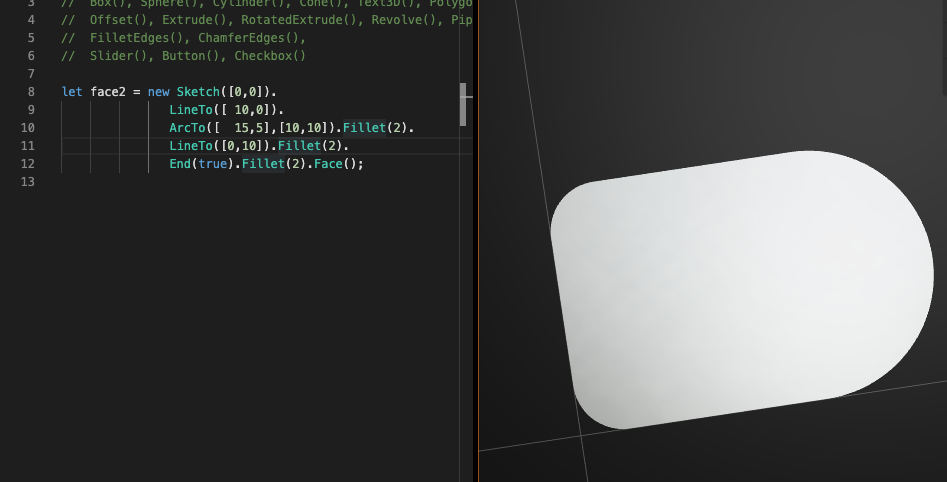 3 // Box(), Sphere(), Cylinder(), Cone(), Text3D(), Polygo
4 // Offset(), Extrude(), RotatedExtrude(), Revolve(), Pip
5 // FilletEdges(), ChamferEdges(),
6 // Slider(), Button(), Checkbox()
7
8 let face2 = new Sketch([0,0]).
9 LineTo([ 10,0]).
10 ArcTo([  15,5],[10,10]).Fillet(2).
11 LineTo([0,10]).Fillet(2).
12 End(true).Fillet(2).Face();
13